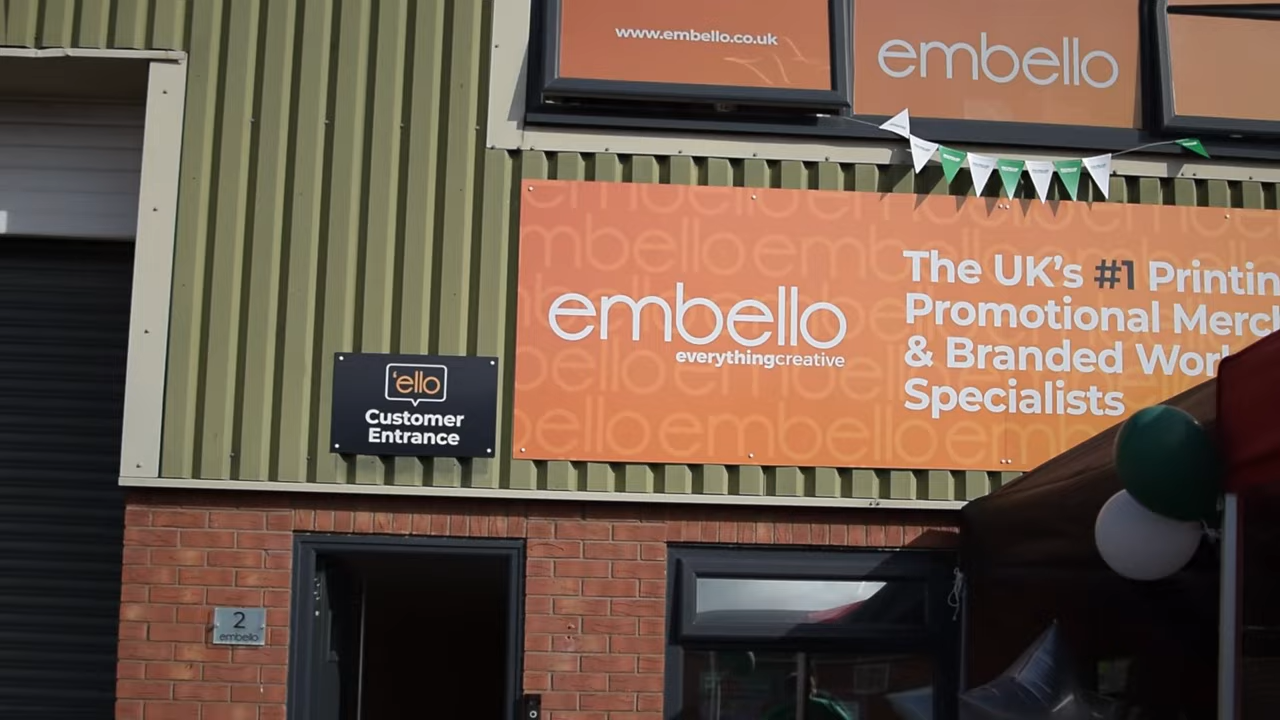 www.embello.co.uk
embello
embello
everythingcreative
The UK's #1 Printin
Promotional Merch
& Branded Wor
Specialists
'ello
Customer
Entrance
2
embello